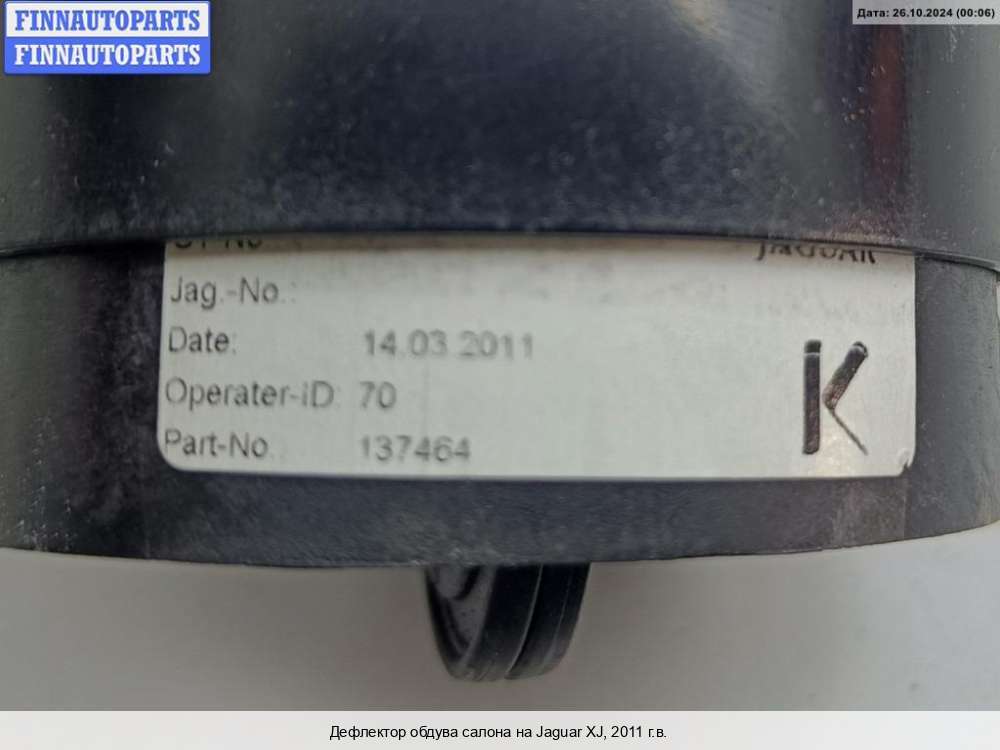 FINNAUTOPARTS
FINNAUTOPARTS
Дата: 26.10.2024 (00:06)
JAGUAR
Jag.-No.:
Date: 14.03.2011
K
Operater-ID: 70
Part-No.: 137464
Дефлектор обдува салона на Jaguar XJ, 2011 г.в.